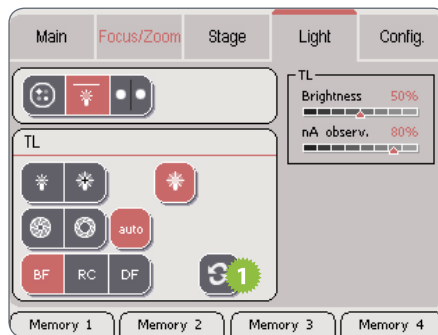 Main Focus/Zoom Stage Light Config.
TL
Brightness 50%
nA observ. 80%
TL
auto
1
BF RC DF
Memory 1 Memory 2 Memory 3 Memory 4